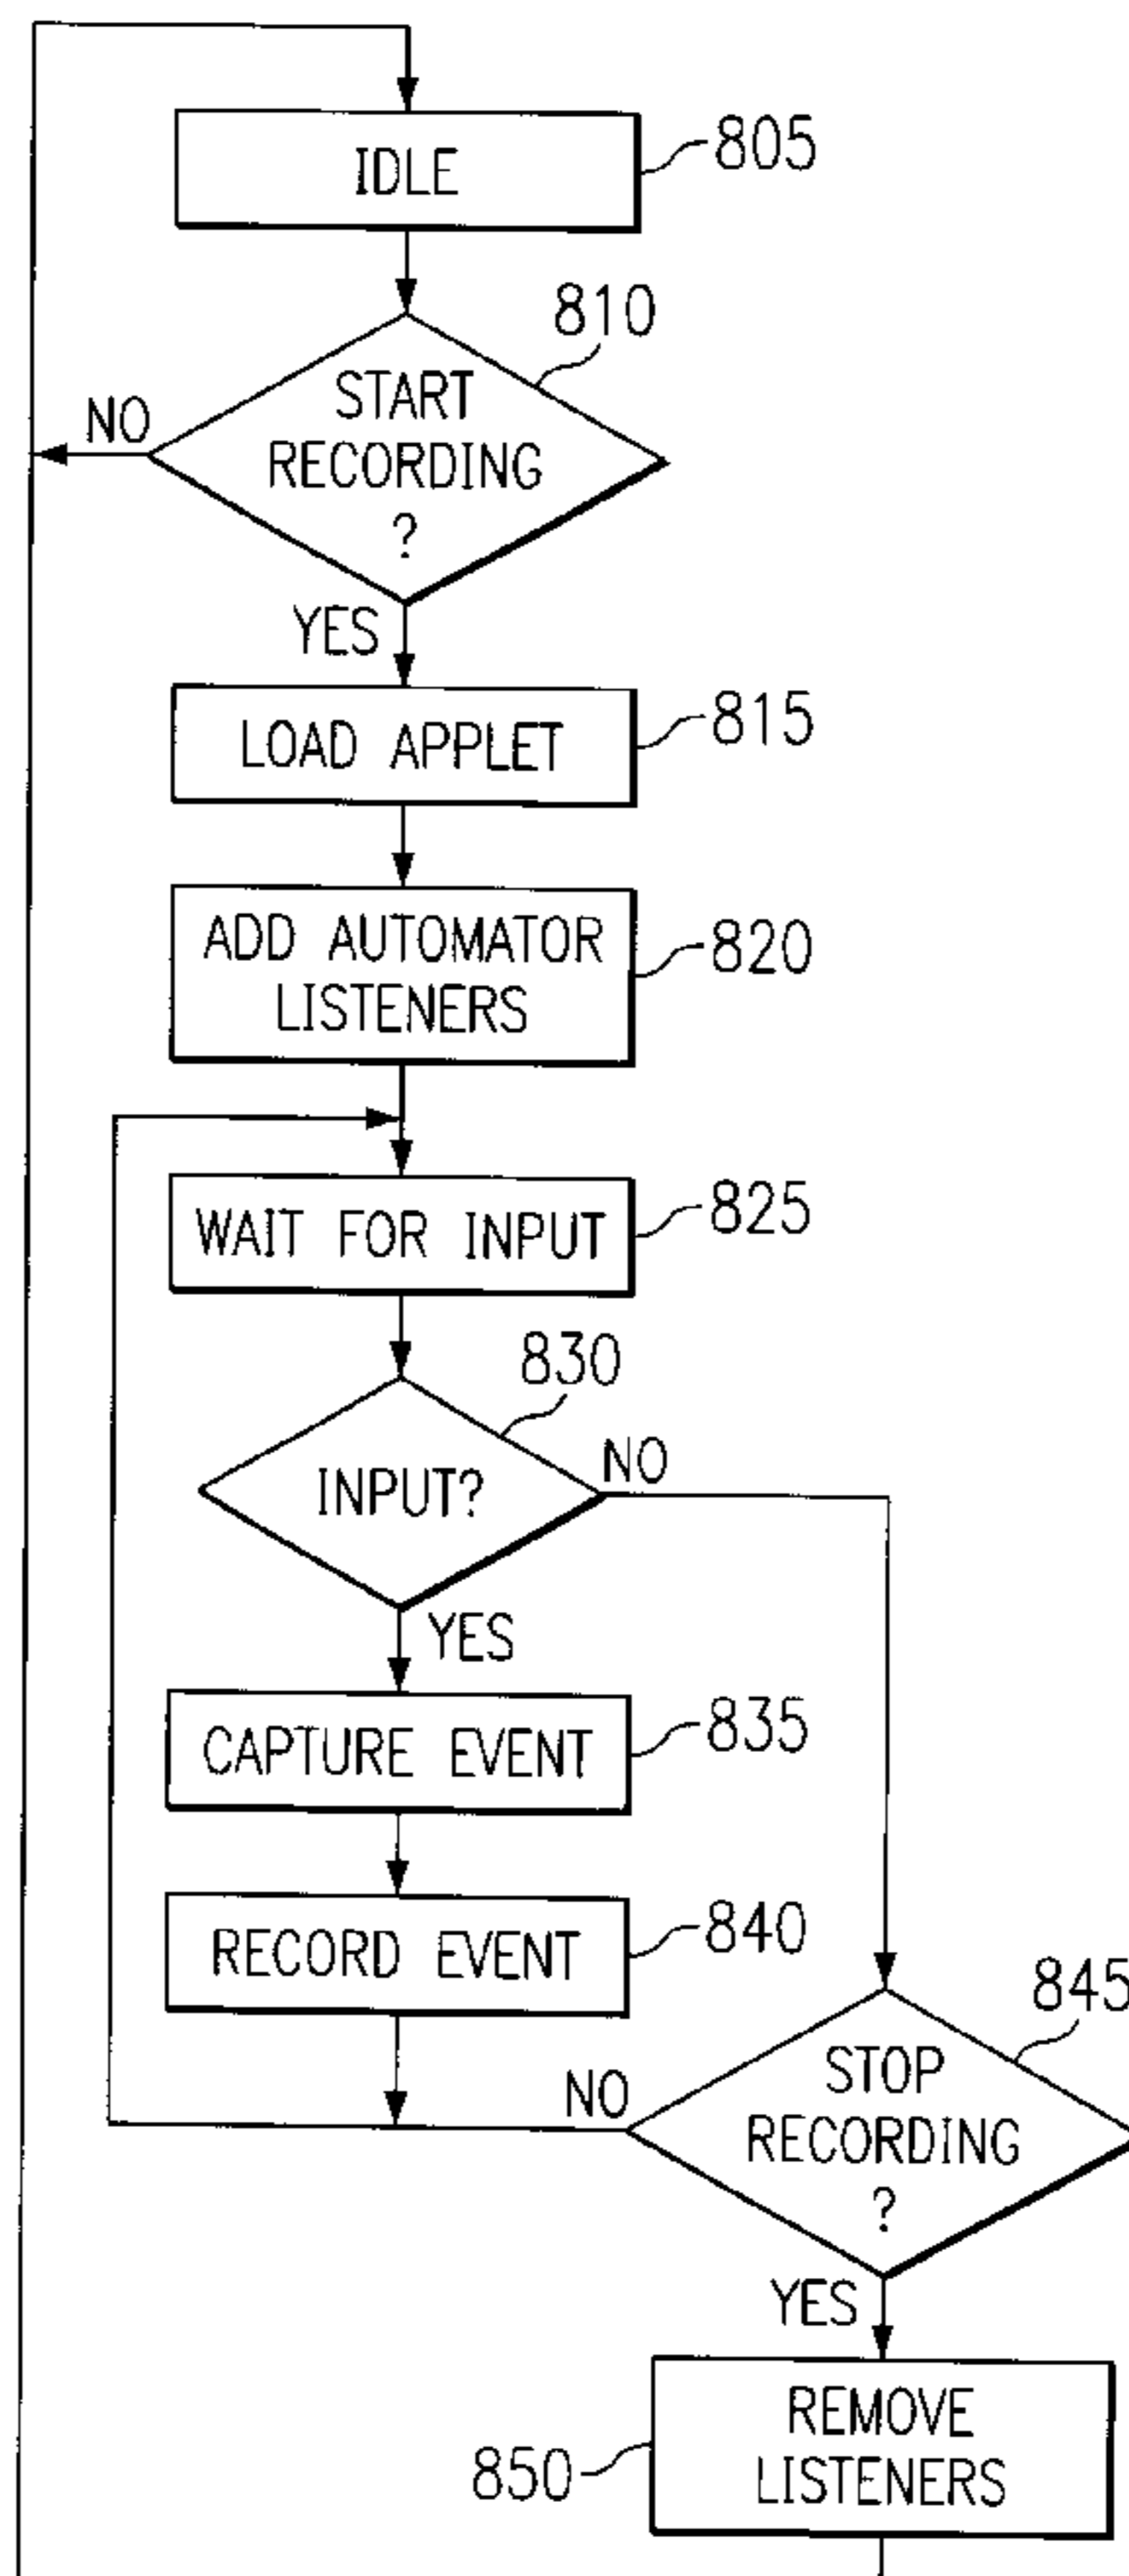 IDLE
805
810
START
RECORDING
?
NO
YES
LOAD APPLET
815
ADD AUTOMATOR
LISTENERS
820
WAIT FOR INPUT
825
830
INPUT?
NO
YES
CAPTURE EVENT
835
RECORD EVENT
840
845
STOP
RECORDING
?
NO
YES
REMOVE
LISTENERS
850